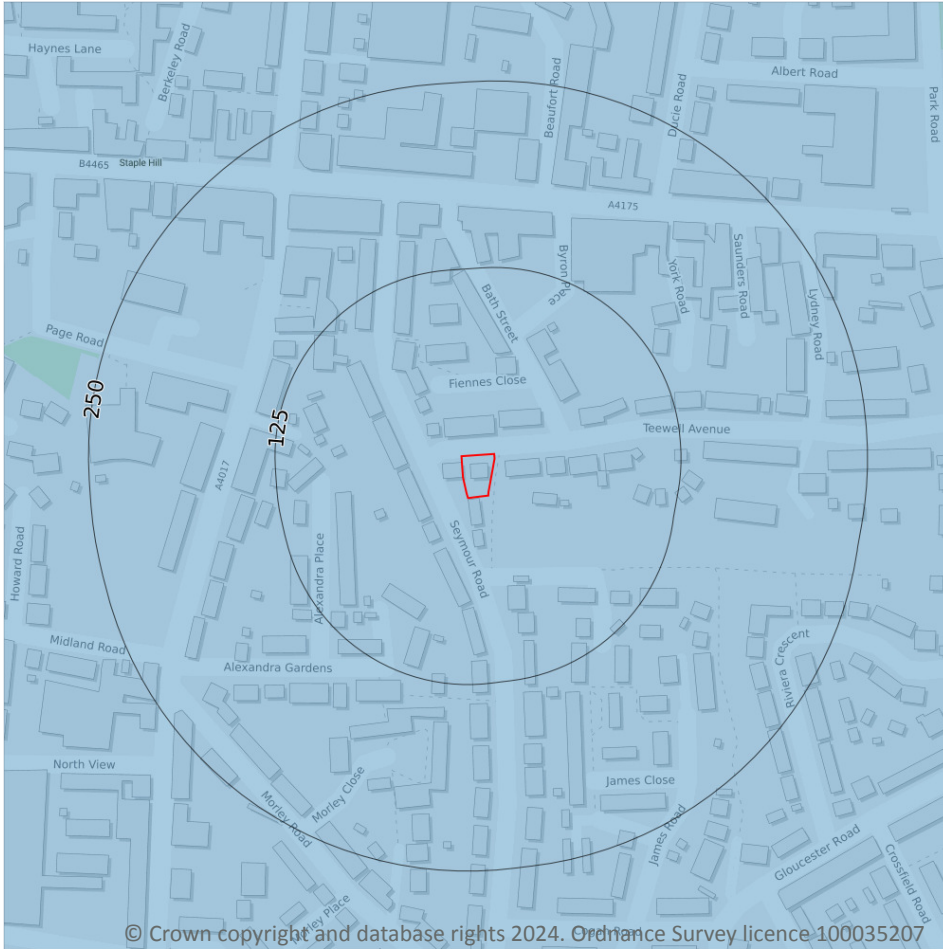 Haynes Lane
Berkeley Road
Beaufort Road
Ducie Road
Albert Road
Park Road
B4465
Staple Hill
A4175
Byron Place
York Road
Saunders Road
Lydney Road
Bath Street
Page Road
Fiennes Close
250
125
Teewell Avenue
A4017
Seymour Road
Howard Road
Alexandra Place
Midland Road
Alexandra Gardens
Riviera Crescent
North View
Morley Close
James Close
Morley Road
James Road
Gloucester Road
Crossfield Road
Place
Road
© Crown copyright and database rights 2024. Ordnance Survey licence 100035207